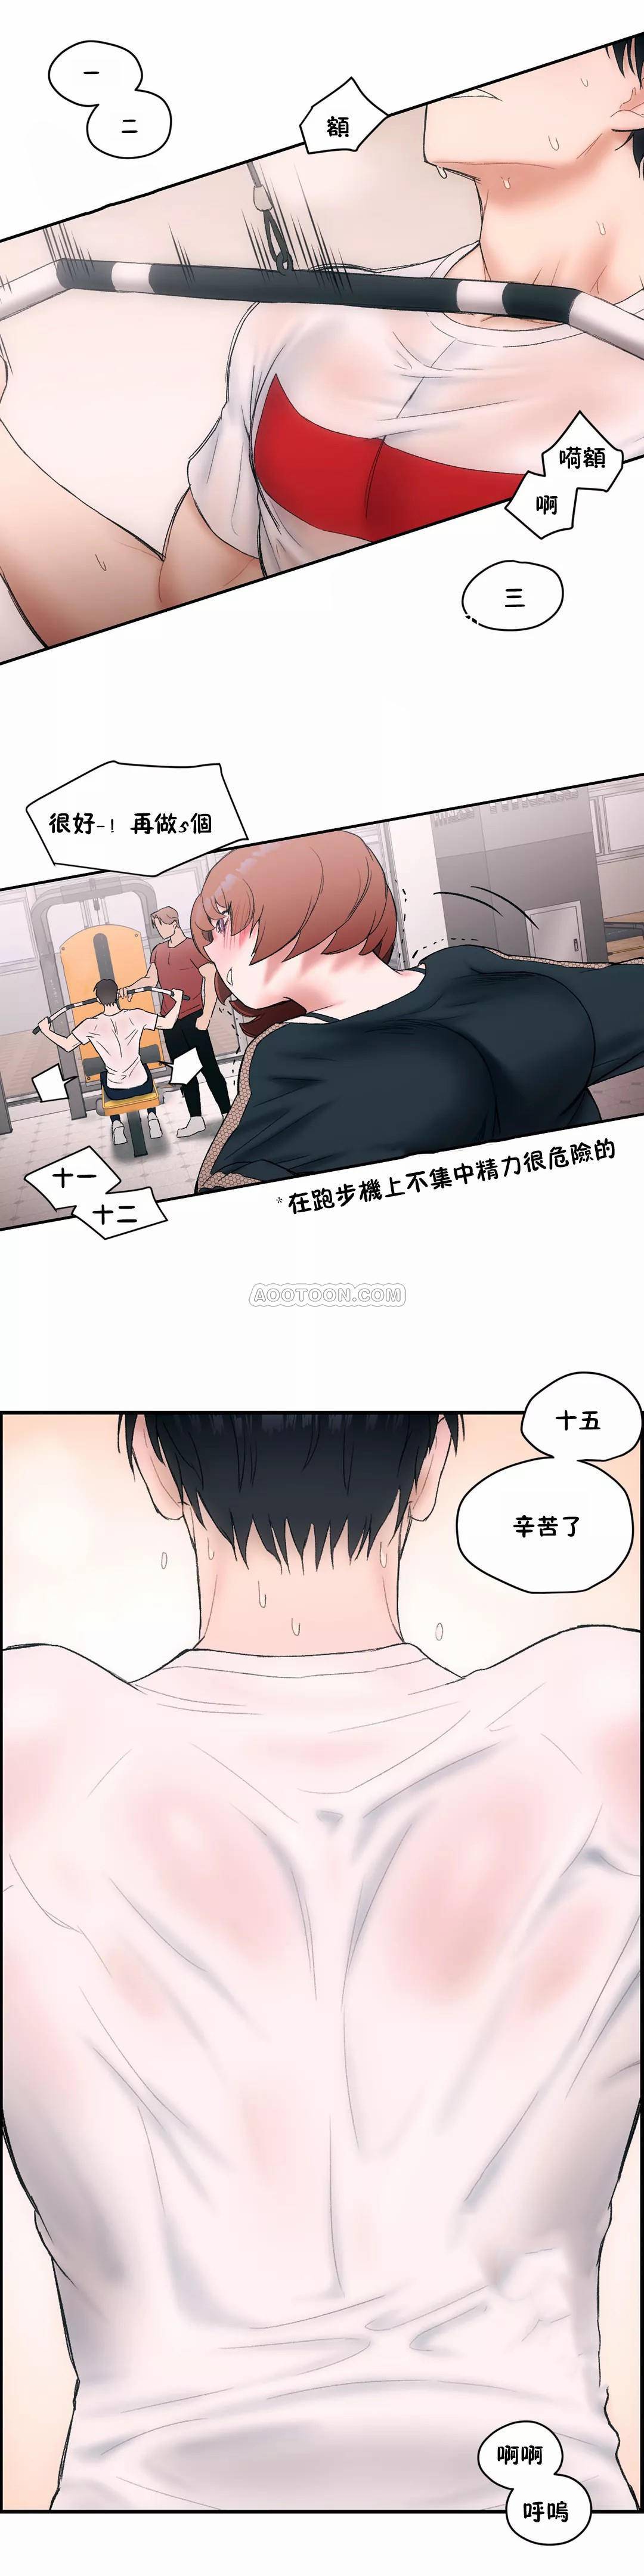 一
二
額
嗬額
啊
三
很好-! 再做5個
十一
十二
*在跑步機上不集中精力很危險的
AOOTOON.COM
十五
辛苦了
啊啊
呼嗚